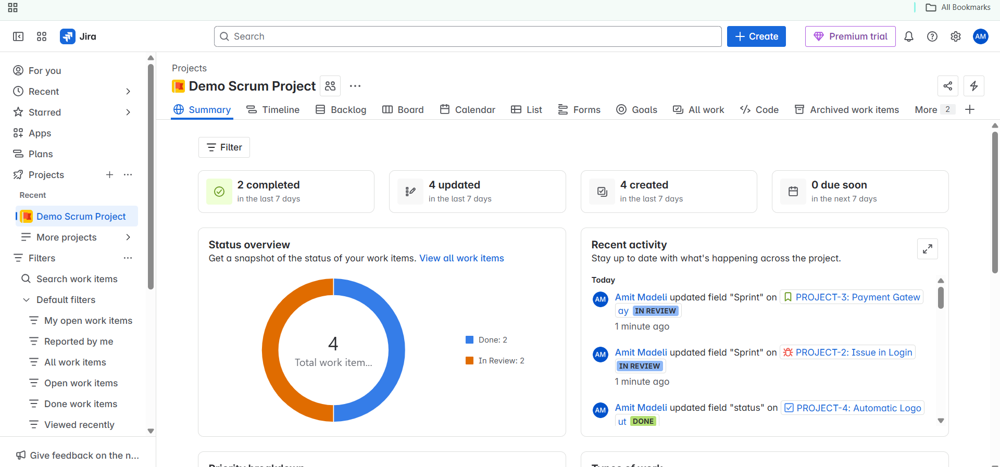 All Bookmarks
Jira
Search
Create
Premium trial
AM
For you
Recent
Starred
Apps
Plans
Projects
Recent
Demo Scrum Project
More projects
Filters
Search work items
Default filters
My open work items
Reported by me
All work items
Open work items
Done work items
Viewed recently
Give feedback on the n...
Projects
Demo Scrum Project
Summary Timeline Backlog Board Calendar List Forms Goals All work Code Archived work items More 2
Filter
2 completed
in the last 7 days
4 updated
in the last 7 days
4 created
in the last 7 days
0 due soon
in the next 7 days
Status overview
Get a snapshot of the status of your work items. View all work items
4
Total work item...
Done: 2
In Review: 2
Recent activity
Stay up to date with what's happening across the project.
Today
AM
Amit Madeli updated field "Sprint" on PROJECT-3: Payment Gatew
ay IN REVIEW
1 minute ago
AM
Amit Madeli updated field "Sprint" on PROJECT-2: Issue in Login
IN REVIEW
1 minute ago
AM
Amit Madeli updated field "status" on PROJECT-4: Automatic Logo
ut DONE
Priority breakdown
Types of work